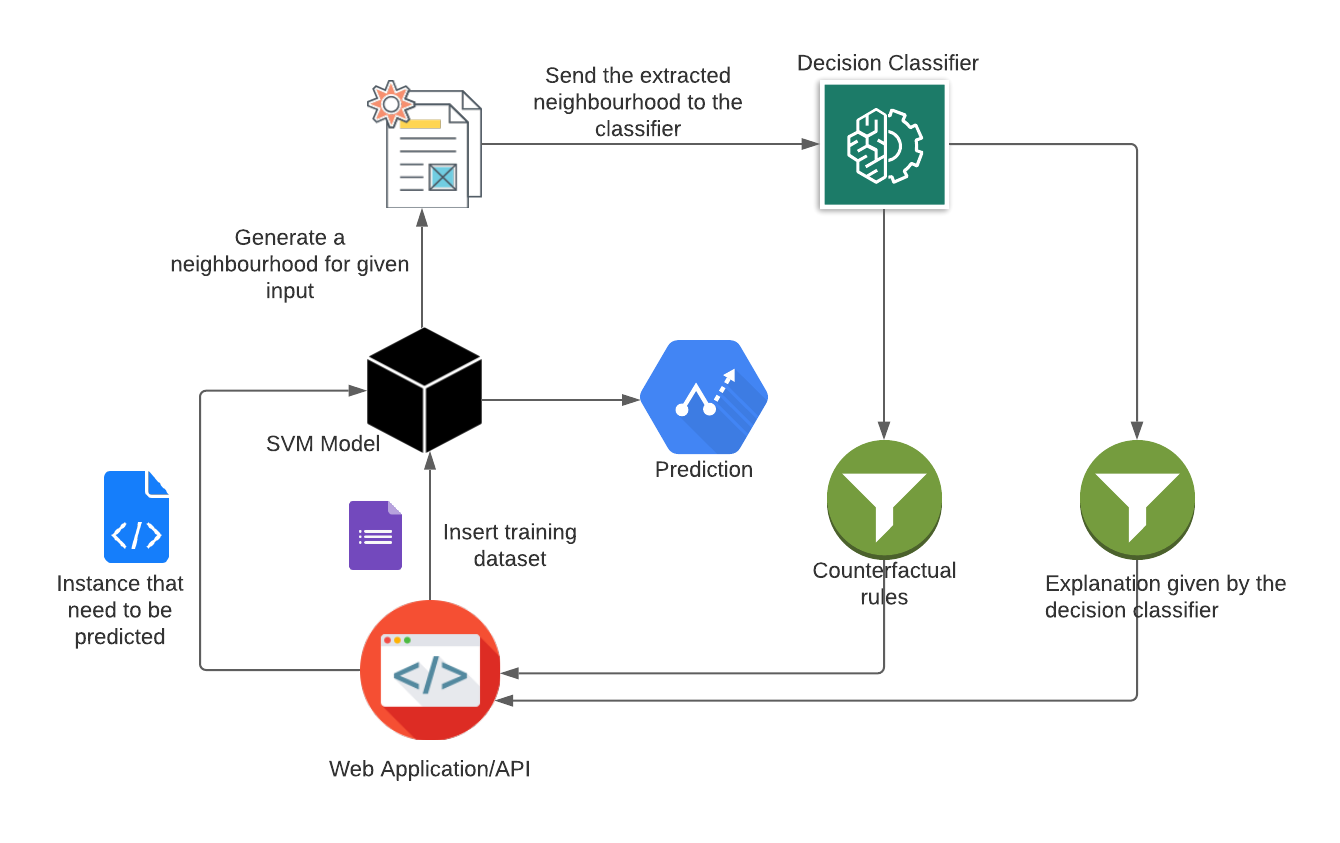 Decision Classifier
Send the extracted
neighbourhood to the
classifier
Generate a
neighbourhood for given
input
SVM Model
Prediction
Insert training
dataset
Instance that
need to be
predicted
Counterfactual
rules
Explanation given by the
decision classifier
</>
</>
Web Application/API